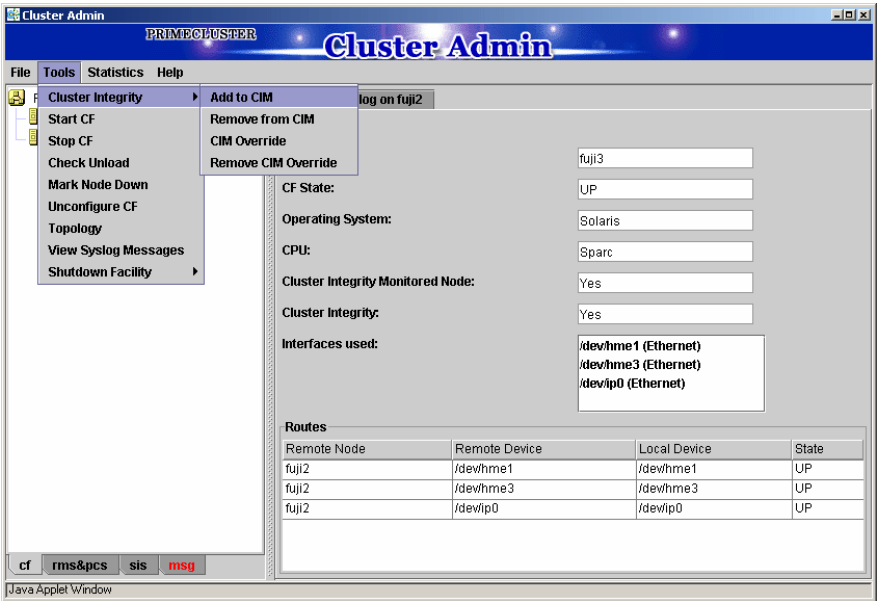 Cluster Admin
PRIMECLUSTER
Cluster Admin
File Tools Statistics Help
Cluster Integrity
Add to CIM
log on fuji2
Start CF
Remove from CIM
Stop CF
CIM Override
Check Unload
Remove CIM Override
fuji3
Mark Node Down
CF State:
UP
Unconfigure CF
Topology
Operating System:
Solaris
View Syslog Messages
CPU:
Sparc
Shutdown Facility
Cluster Integrity Monitored Node:
Yes
Cluster Integrity:
Yes
Interfaces used:
/dev/hme1 (Ethernet)
/dev/hme3 (Ethernet)
/dev/ip0 (Ethernet)
Routes
Remote Node Remote Device Local Device State
fuji2 /dev/hme1 /dev/hme1 UP
fuji2 /dev/hme3 /dev/hme3 UP
fuji2 /dev/ip0 /dev/ip0 UP
cf rms&pcs sis msg
Java Applet Window